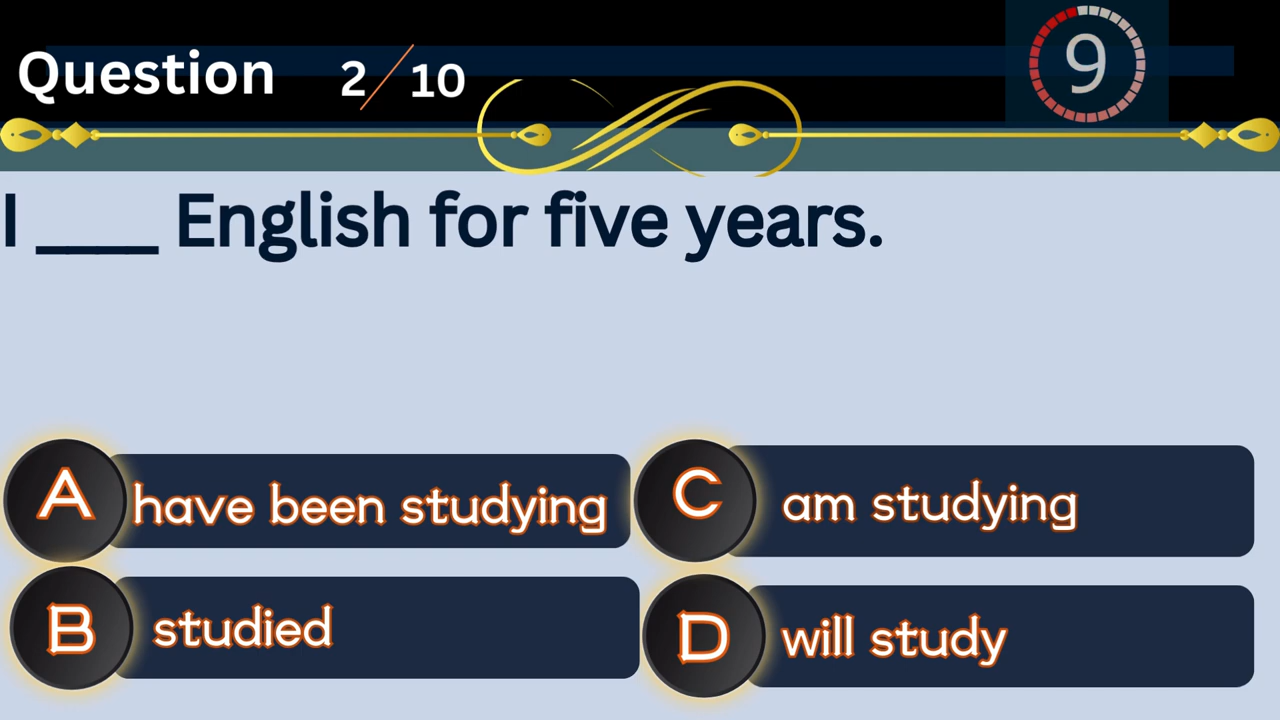 Question 2/10
9
I ____ English for five years.
A have been studying
C am studying
B studied
D will study